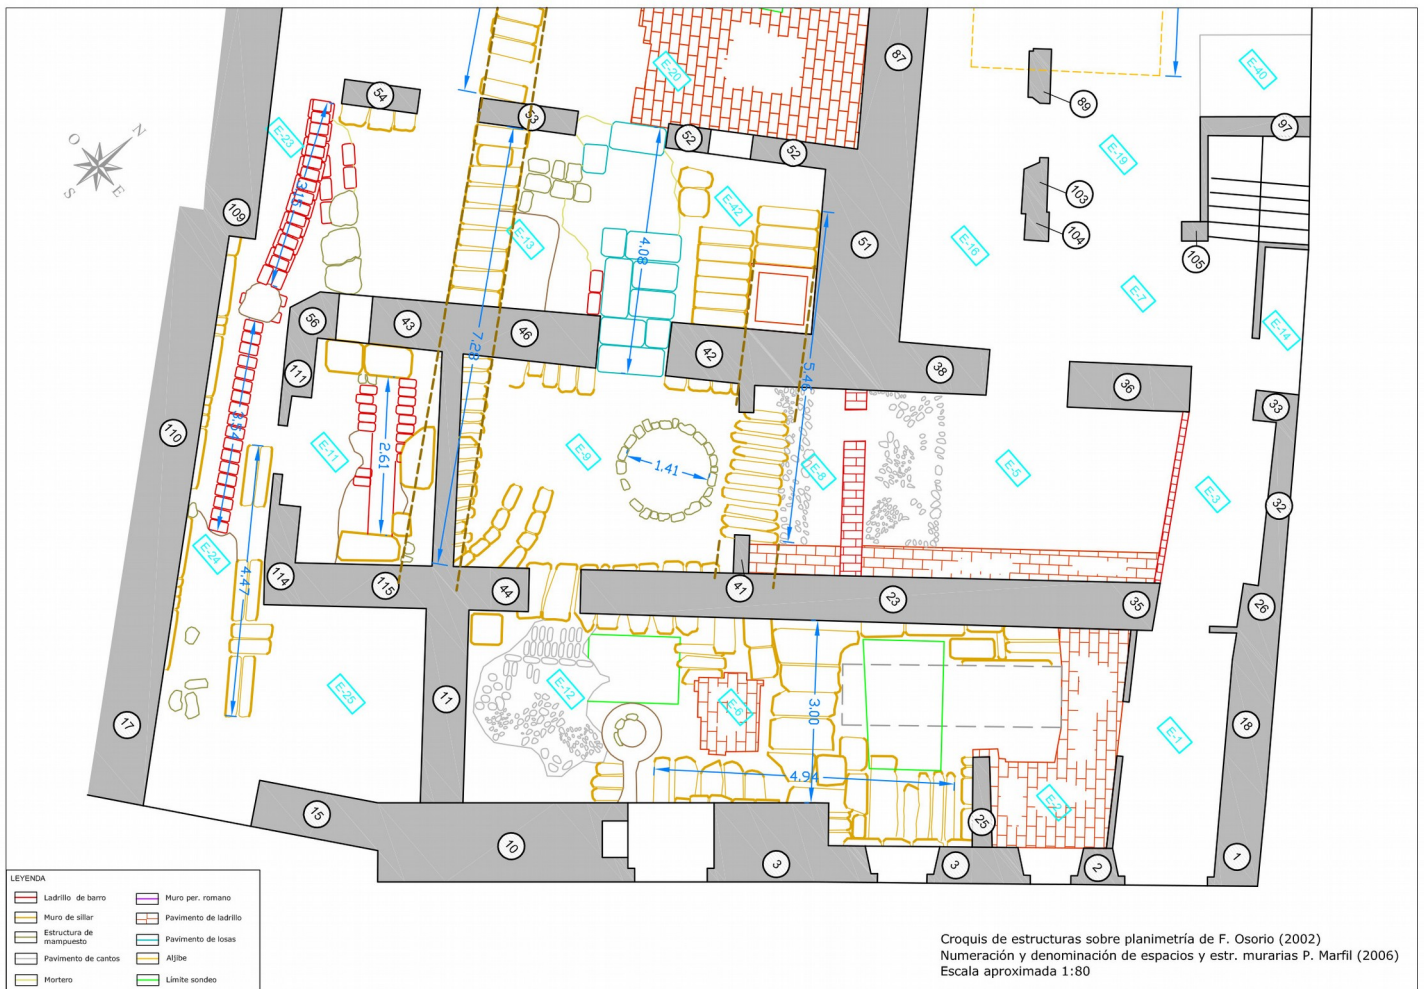 87
E-20
E-40
54
89
53
97
52
52
E-23
E-19
3.15
103
E-42
104
109
E-13
51
E-16
4.08
105
E-7
56
43
46
E-14
7.28
42
38
5.46
111
36
33
3.54
110
E-11
2.61
E-9
1.41
E-8
E-5
E-3
32
E-24
4.47
114
115
44
41
23
35
26
E-25
E-12
E-6
3.00
11
17
18
E-1
4.94
E-2
15
10
25
3
3
2
1
N
O
S
E
LEYENDA
Ladrillo de barro
Muro per. romano
Muro de sillar
Pavimento de ladrillo
Estructura de
mampuesto
Pavimento de losas
Pavimento de cantos
Aljibe
Mortero
Límite sondeo
Croquis de estructuras sobre planimetría de F. Osorio (2002)
Numeración y denominación de espacios y estr. murarias P. Marfil (2006)
Escala aproximada 1:80